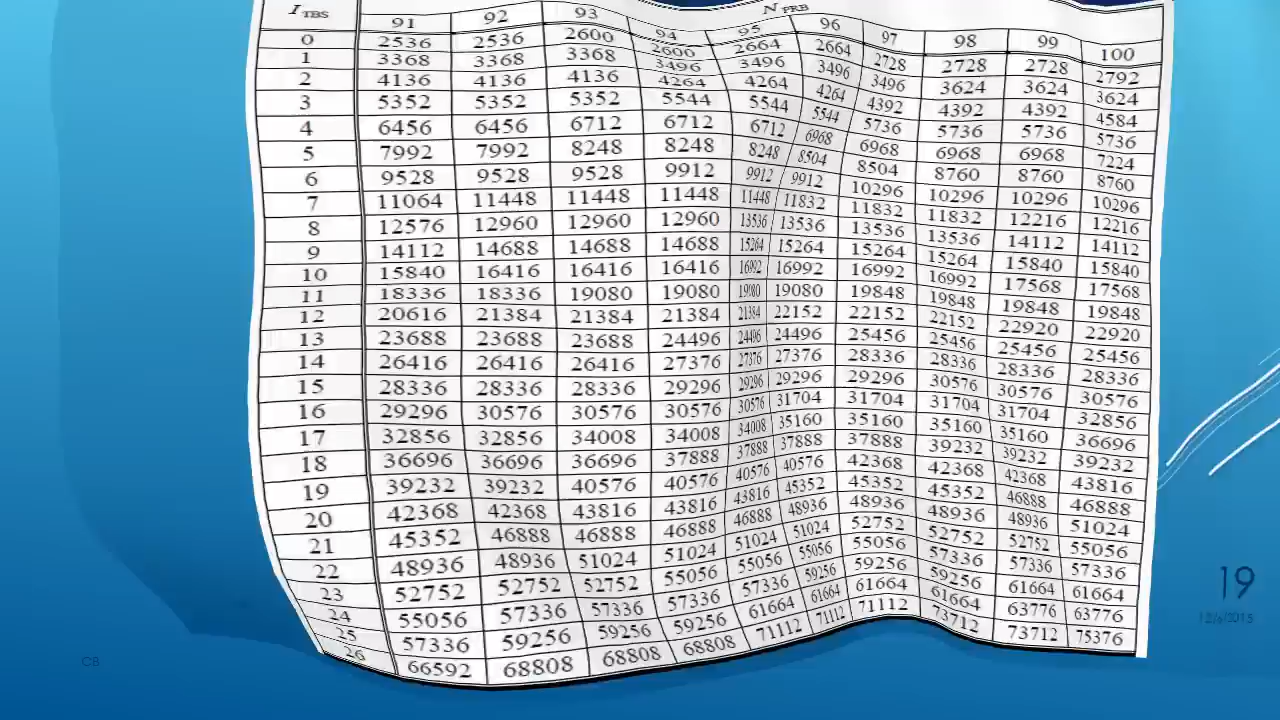 I TBS N PRB
91 92 93 94 95 96 97 98 99 100
0 2536 2536 2600 2600 2664 2664 2728 2728 2728 2792
1 3368 3368 3368 3496 3496 3496 3496 3624 3624 3624
2 4136 4136 4136 4264 4264 4264 4392 4392 4392 4584
3 5352 5352 5352 5544 5544 5544 5736 5736 5736 5736
4 6456 6456 6712 6712 6712 6968 6968 6968 6968 7224
5 7992 7992 8248 8248 8248 8504 8504 8760 8760 8760
6 9528 9528 9528 9912 9912 9912 10296 10296 10296 10296
7 11064 11448 11448 11448 11448 11832 11832 11832 12216 12216
8 12576 12960 12960 12960 13536 13536 13536 13536 14112 14112
9 14112 14688 14688 14688 15264 15264 15264 15264 15840 15840
10 15840 16416 16416 16416 16992 16992 16992 16992 17568 17568
11 18336 18336 19080 19080 19080 19080 19848 19848 19848 19848
12 20616 21384 21384 21384 21384 22152 22152 22152 22920 22920
13 23688 23688 23688 24496 24496 24496 25456 25456 25456 25456
14 26416 26416 26416 27376 27376 27376 28336 28336 28336 28336
15 28336 28336 28336 29296 29296 29296 29296 30576 30576 30576
16 29296 30576 30576 30576 30576 31704 31704 31704 31704 32856
17 32856 32856 34008 34008 34008 35160 35160 35160 35160 36696
18 36696 36696 36696 37888 37888 37888 37888 39232 39232 39232
19 39232 39232 40576 40576 40576 40576 42368 42368 42368 43816
20 42368 42368 43816 43816 43816 45352 45352 45352 46888 46888
21 45352 46888 46888 46888 46888 48936 48936 48936 48936 51024
22 48936 48936 51024 51024 51024 51024 52752 52752 52752 55056
23 52752 52752 52752 55056 55056 55056 55056 57336 57336 57336
24 55056 57336 57336 57336 57336 59256 59256 59256 61664 61664
25 57336 59256 59256 59256 61664 61664 61664 61664 63776 63776
26 66592 68808 68808 68808 71112 71112 71112 73712 73712 75376
19
12/6/2015
CB